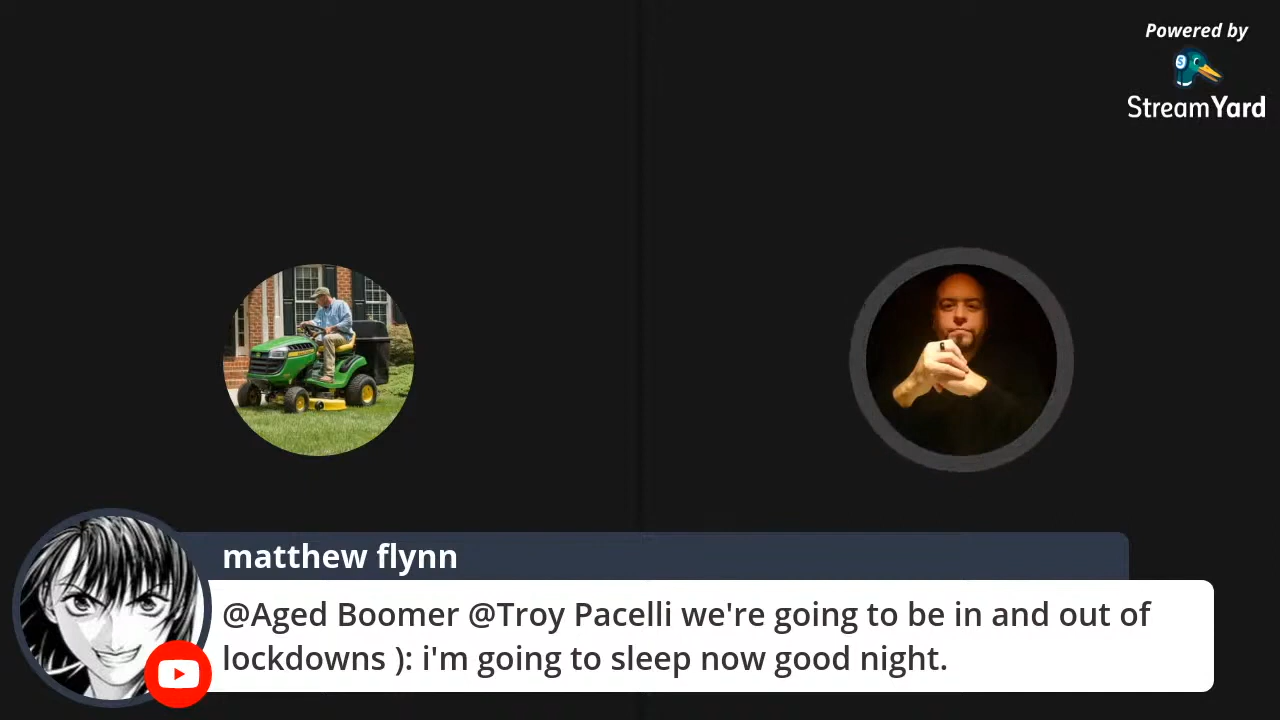 Powered by
StreamYard
matthew flynn
@Aged Boomer @Troy Pacelli we're going to be in and out of
lockdowns ): i'm going to sleep now good night.